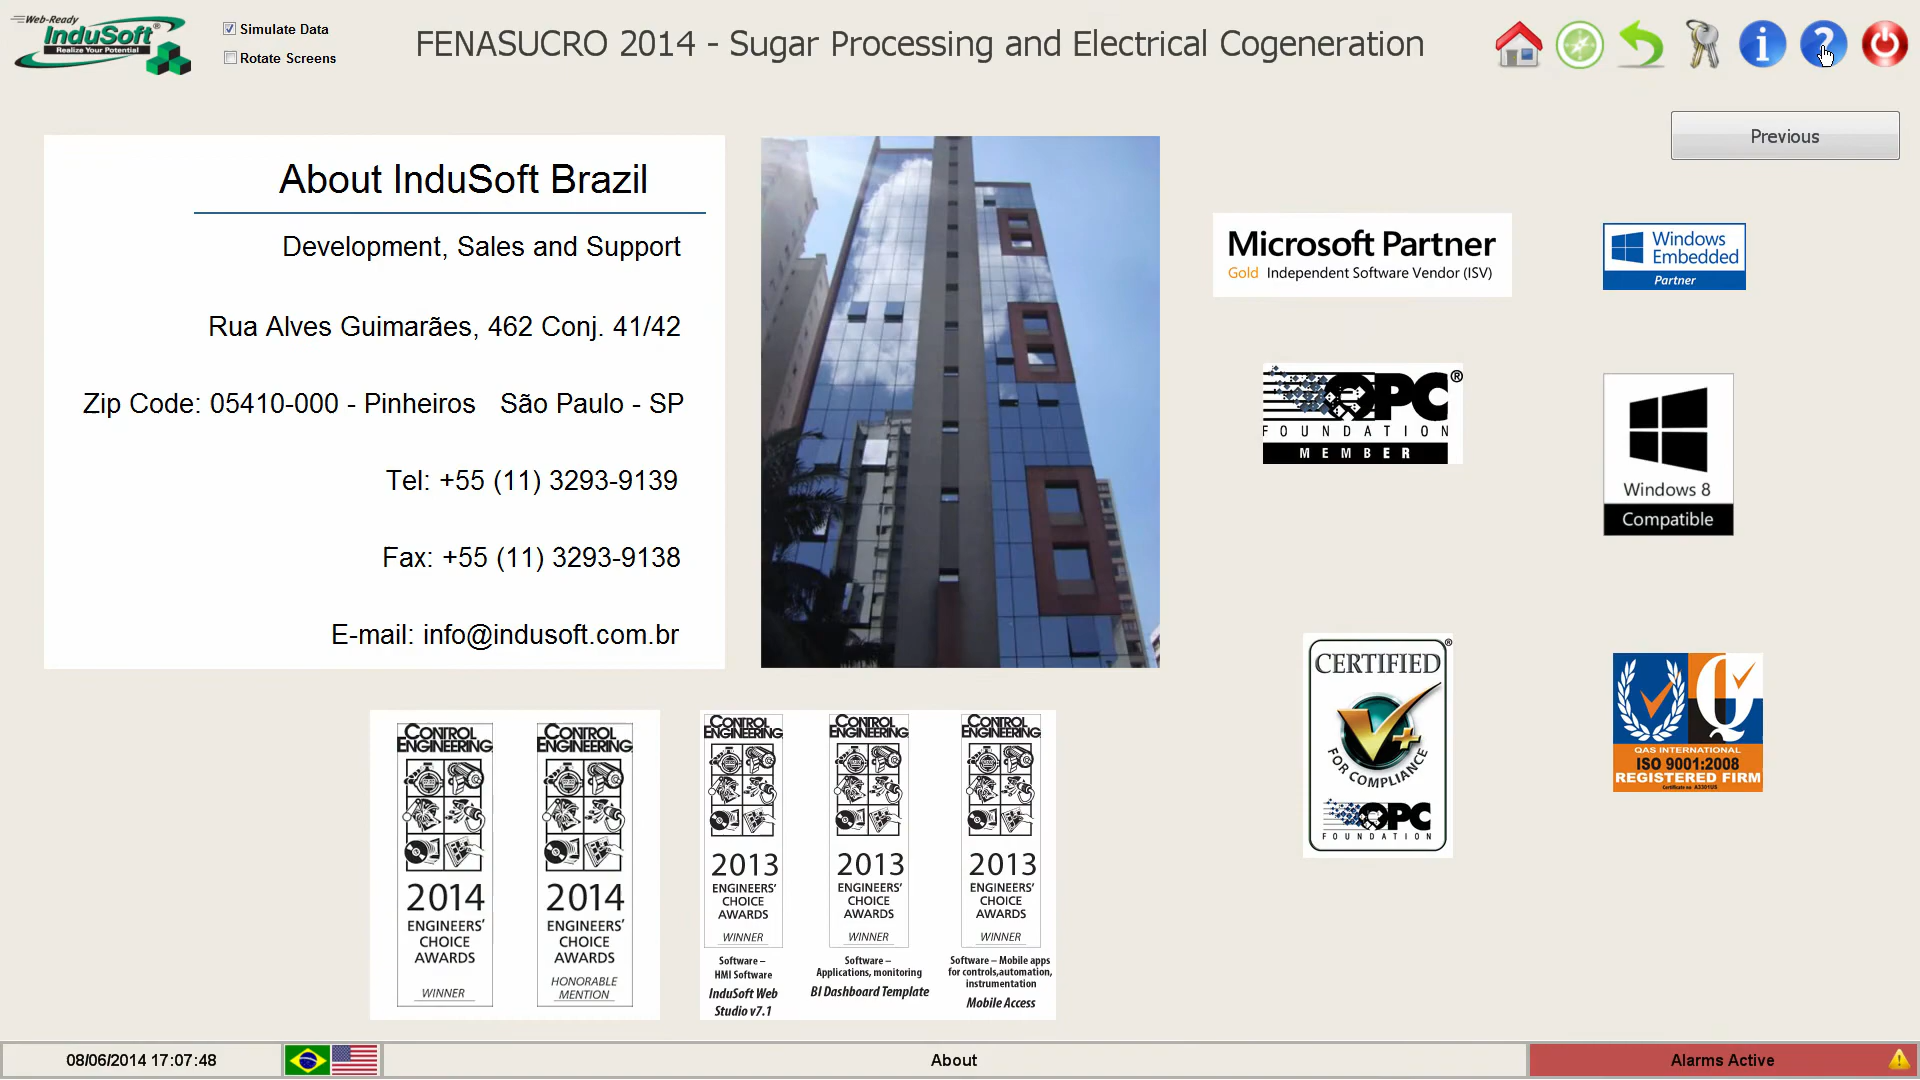 Web-Ready
InduSoft
Realize Your Potential
Simulate Data
Rotate Screens
FENASUCRO 2014 - Sugar Processing and Electrical Cogeneration
i
?
Previous
About InduSoft Brazil
Development, Sales and Support
Rua Alves Guimarães, 462 Conj. 41/42
Zip Code: 05410-000 - Pinheiros São Paulo - SP
Tel: +55 (11) 3293-9139
Fax: +55 (11) 3293-9138
E-mail: info@indusoft.com.br
Microsoft Partner
Gold Independent Software Vendor (ISV)
Windows
Embedded
Partner
OPC®
FOUNDATION
MEMBER
Windows 8
Compatible
CERTIFIED®
V+
FOR COMPLIANCE
OPC
FOUNDATION
Q
QAS INTERNATIONAL
ISO 9001:2008
REGISTERED FIRM
Certificate no A3301US
CONTROL
ENGINEERING
2014
ENGINEERS'
CHOICE
AWARDS
WINNER
CONTROL
ENGINEERING
2014
ENGINEERS'
CHOICE
AWARDS
HONORABLE
MENTION
CONTROL
ENGINEERING
2013
ENGINEERS'
CHOICE
AWARDS
WINNER
Software –
HMI Software
InduSoft Web
Studio v7.1
CONTROL
ENGINEERING
2013
ENGINEERS'
CHOICE
AWARDS
WINNER
Software –
Applications, monitoring
BI Dashboard Template
CONTROL
ENGINEERING
2013
ENGINEERS'
CHOICE
AWARDS
WINNER
Software – Mobile apps
for controls,automation,
instrumentation
Mobile Access
08/06/2014 17:07:48
About
Alarms Active